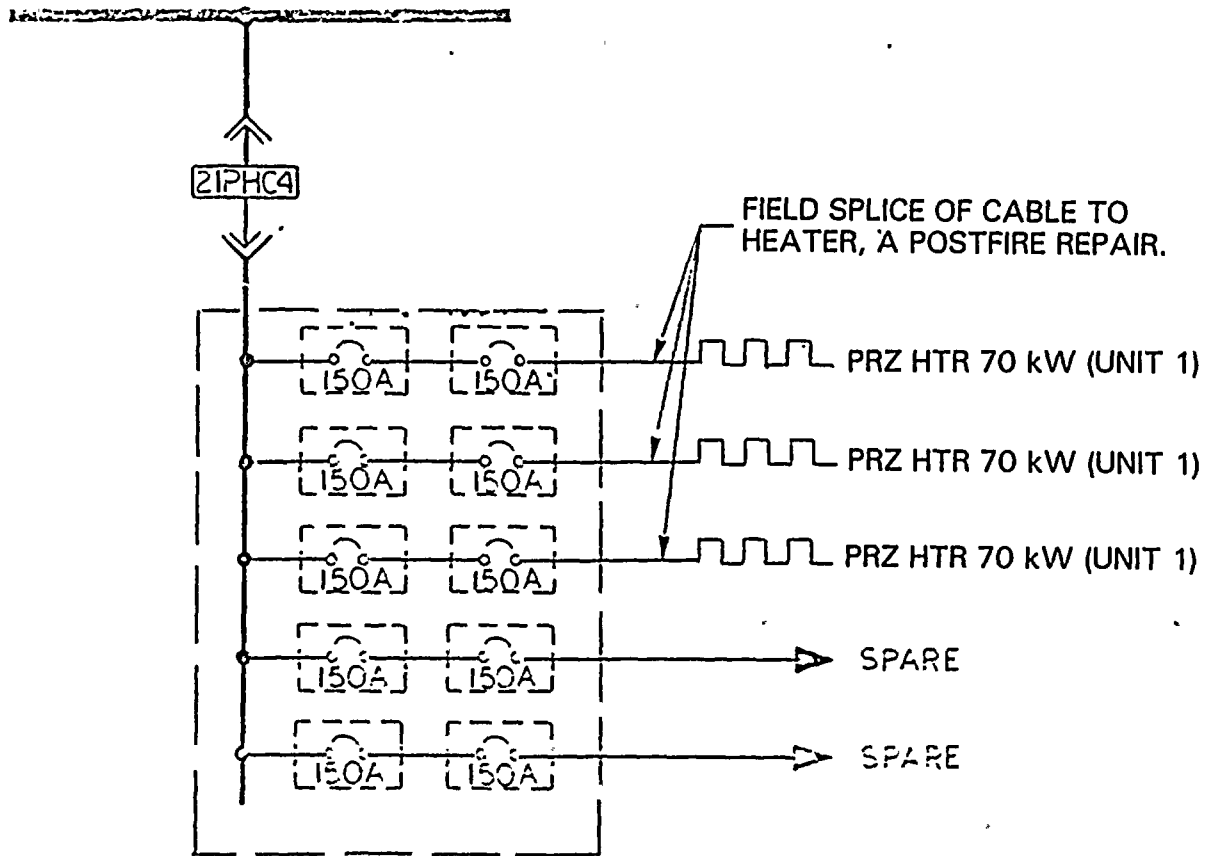 21PHC4
FIELD SPLICE OF CABLE TO
HEATER, A POSTFIRE REPAIR.
150A 150A PRZ HTR 70 kW (UNIT 1)
150A 150A PRZ HTR 70 kW (UNIT 1)
150A 150A PRZ HTR 70 kW (UNIT 1)
150A 150A SPARE
150A 150A SPARE